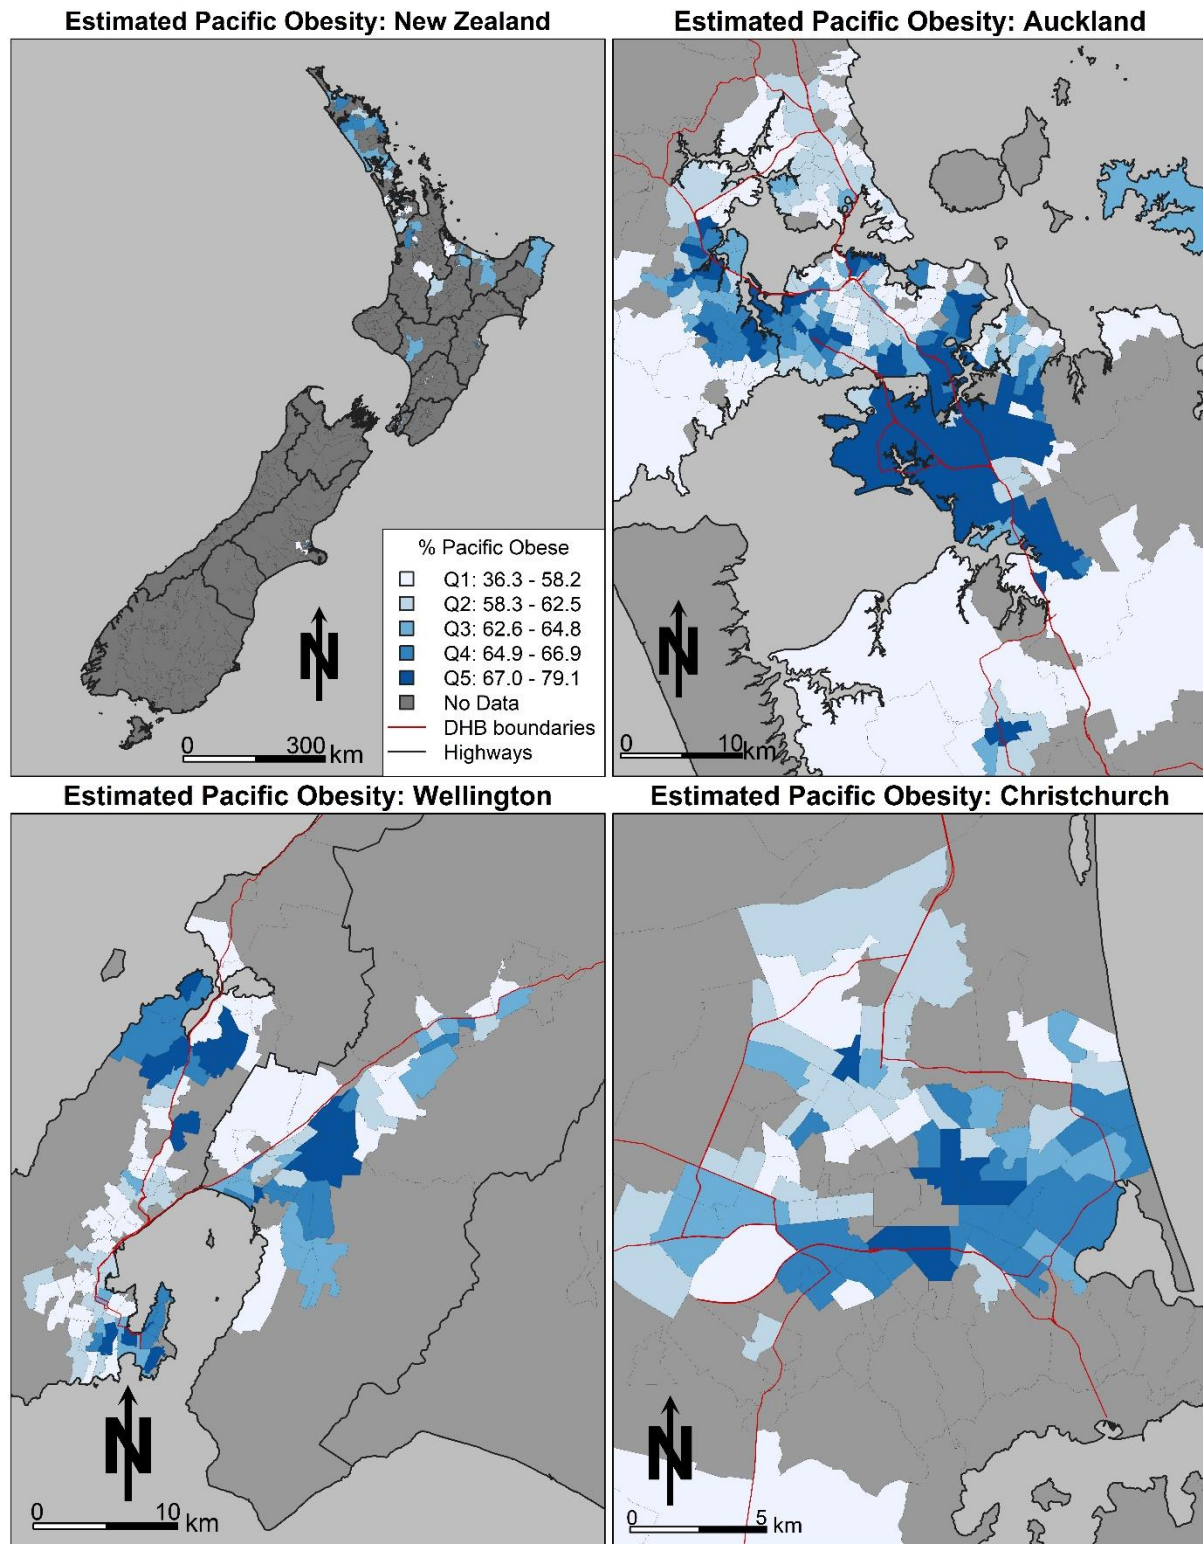 Estimated Pacific Obesity: New Zealand
% Pacific Obese
Q1: 36.3 - 58.2
Q2: 58.3 - 62.5
Q3: 62.6 - 64.8
Q4: 64.9 - 66.9
Q5: 67.0 - 79.1
No Data
DHB boundaries
Highways
N
0 300 km
Estimated Pacific Obesity: Auckland
N
0 10 km
Estimated Pacific Obesity: Wellington
N
0 10 km
Estimated Pacific Obesity: Christchurch
N
0 5 km